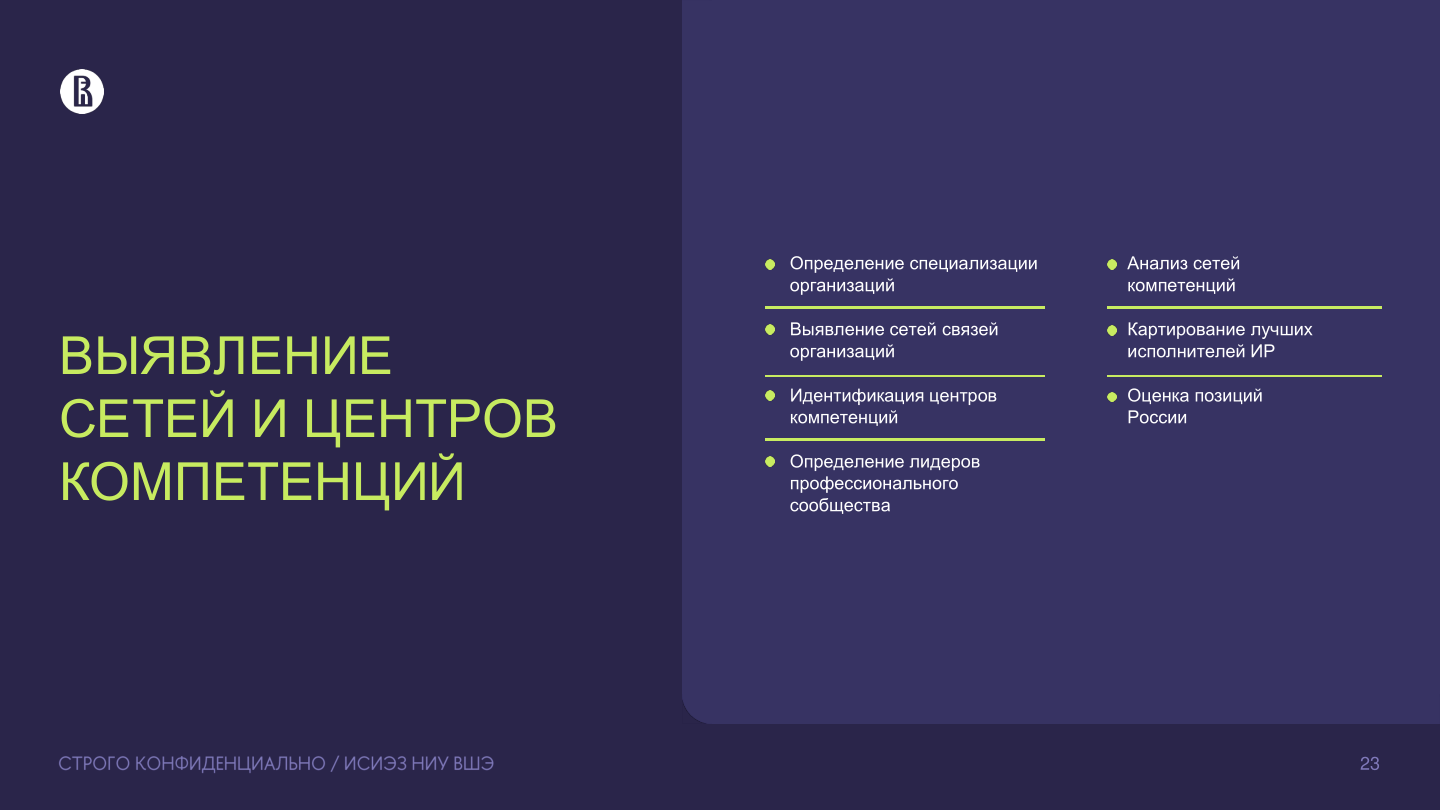 ВЫЯВЛЕНИЕ
СЕТЕЙ И ЦЕНТРОВ
КОМПЕТЕНЦИЙ
Определение специализации
организаций
Выявление сетей связей
организаций
Идентификация центров
компетенций
Определение лидеров
профессионального
сообщества
Анализ сетей
компетенций
Картирование лучших
исполнителей ИР
Оценка позиций
России
СТРОГО КОНФИДЕНЦИАЛЬНО / ИСИЭЗ НИУ ВШЭ
23